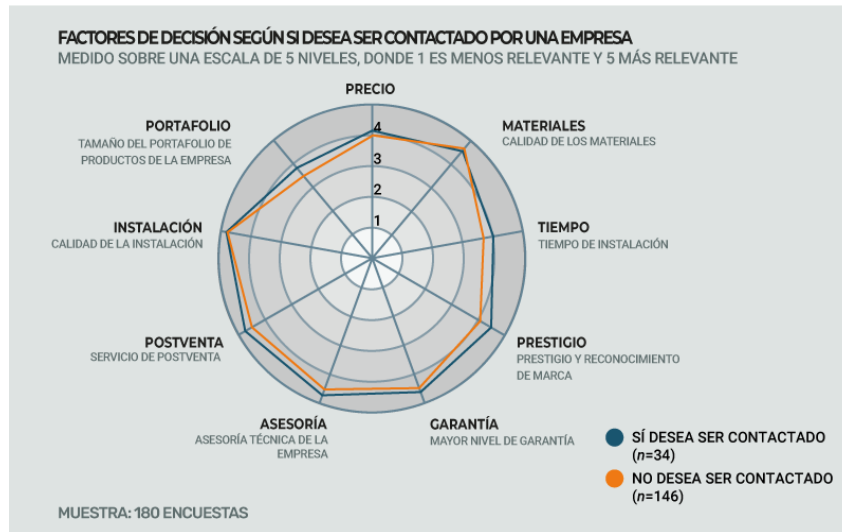 FACTORES DE DECISIÓN SEGÚN SI DESEA SER CONTACTADO POR UNA EMPRESA
MEDIDO SOBRE UNA ESCALA DE 5 NIVELES, DONDE 1 ES MENOS RELEVANTE Y 5 MÁS RELEVANTE
PRECIO
PORTAFOLIO
TAMAÑO DEL PORTAFOLIO DE
PRODUCTOS DE LA EMPRESA
MATERIALES
CALIDAD DE LOS MATERIALES
4
3
2
1
INSTALACIÓN
CALIDAD DE LA INSTALACIÓN
TIEMPO
TIEMPO DE INSTALACIÓN
POSTVENTA
SERVICIO DE POSTVENTA
PRESTIGIO
PRESTIGIO Y RECONOCIMIENTO
DE MARCA
ASESORÍA
ASESORÍA TÉCNICA DE LA
EMPRESA
GARANTÍA
MAYOR NIVEL DE GARANTÍA
SÍ DESEA SER CONTACTADO
(n=34)
NO DESEA SER CONTACTADO
(n=146)
MUESTRA: 180 ENCUESTAS